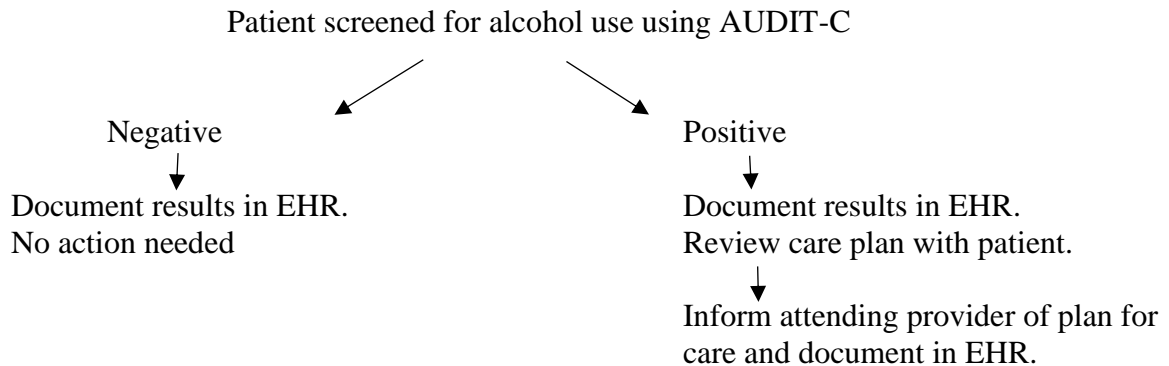 Patient screened for alcohol use using AUDIT-C
Negative
Positive
Document results in EHR.
No action needed
Document results in EHR.
Review care plan with patient.
Inform attending provider of plan for
care and document in EHR.